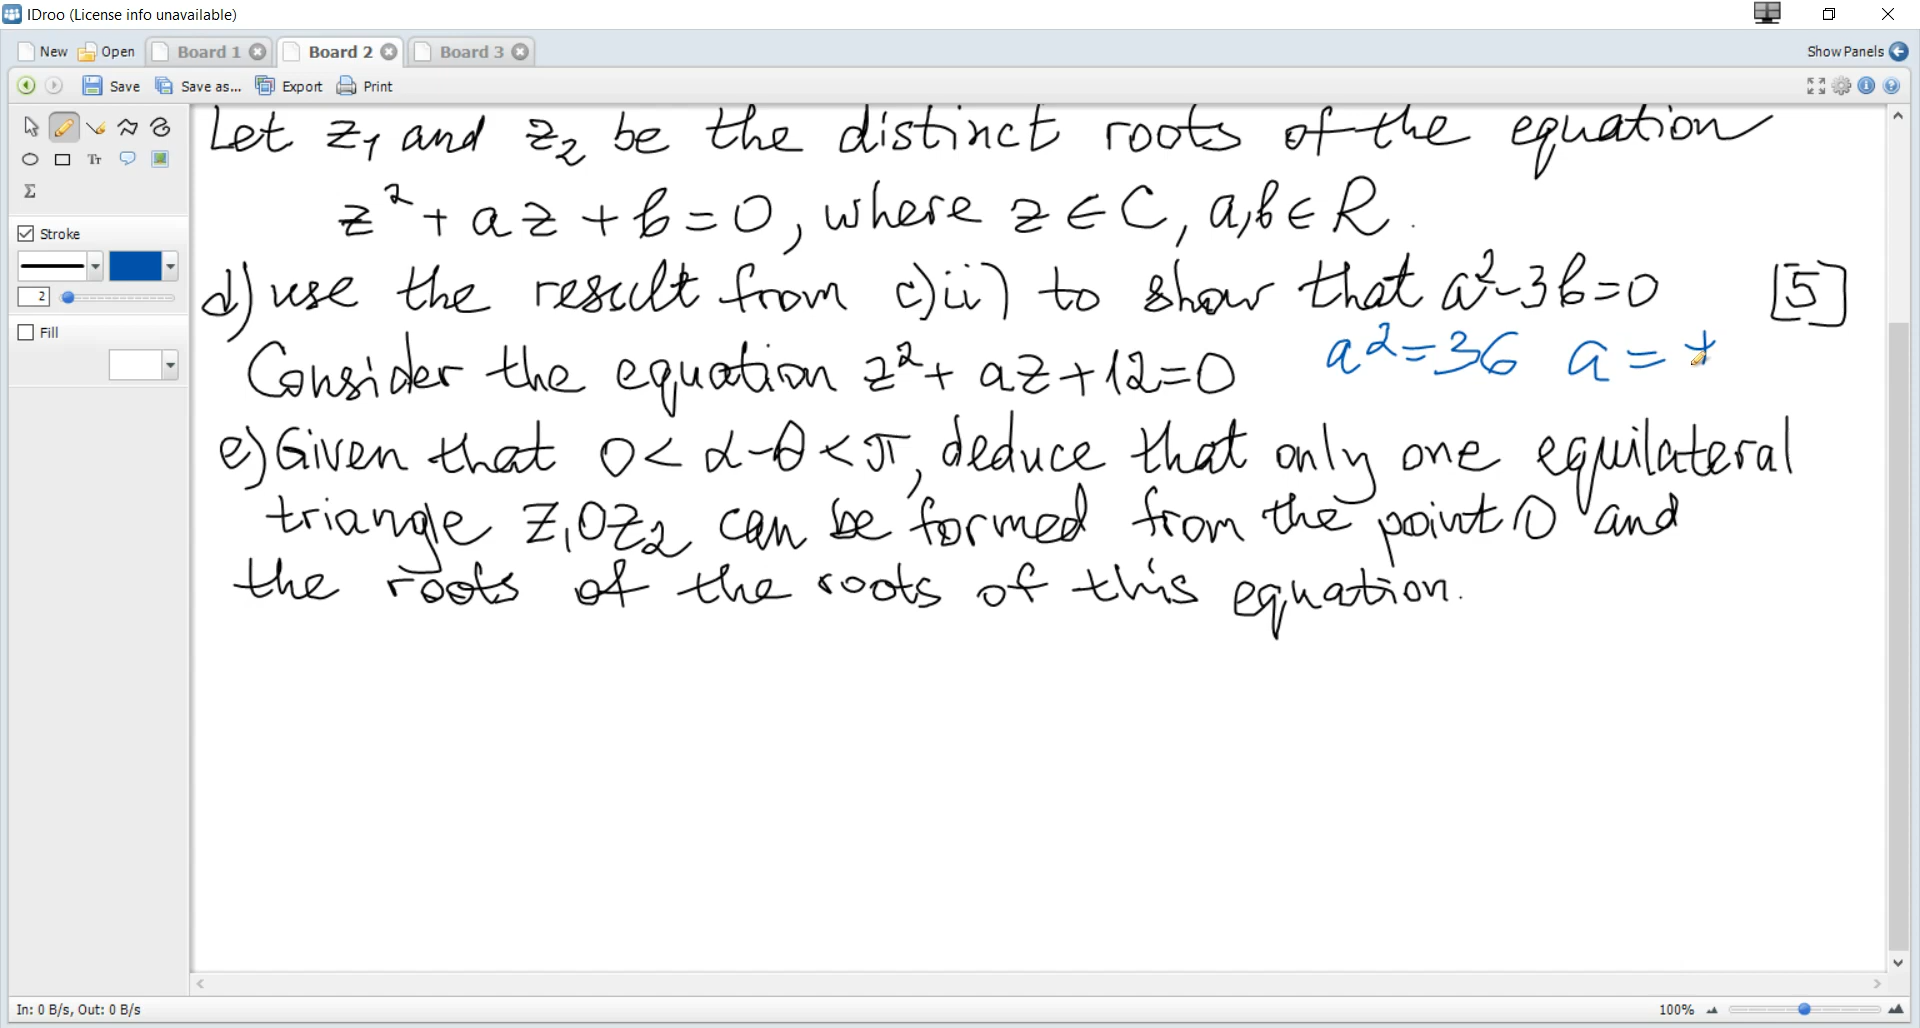 IDroo (License info unavailable)
New Open Board 1 Board 2 Board 3 Show Panels
Save Save as... Export Print
Tr
Σ
Stroke
2
Fill
Let z₁ and z₂ be the distinct roots of the equation
z² + az + b = 0, where z ∈ C, a,b ∈ R.
d) use the result from c)ii) to show that a²-3b=0 [5]
Consider the equation z² + az + 12 = 0 a² = 36 a = ±
e) Given that 0 < α - θ < π, deduce that only one equilateral
triangle Z₁OZ₂ can be formed from the point O and
the roots of the roots of this equation.
In: 0 B/s, Out: 0 B/s 100%